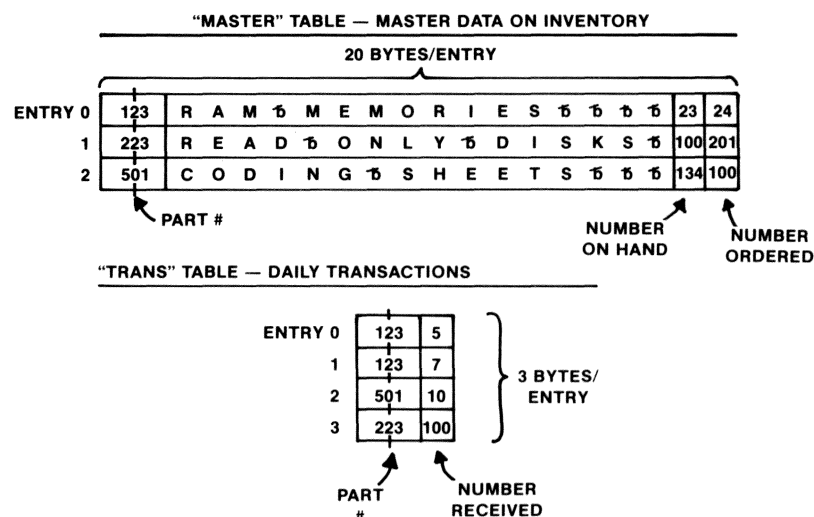 “MASTER” TABLE — MASTER DATA ON INVENTORY
20 BYTES/ENTRY
ENTRY 0 123 R A M ƀ M E M O R I E S ƀ ƀ ƀ ƀ 23 24
1 223 R E A D ƀ O N L Y ƀ D I S K S ƀ 100 201
2 501 C O D I N G ƀ S H E E T S ƀ ƀ ƀ 134 100
PART #
NUMBER ON HAND
NUMBER ORDERED
“TRANS” TABLE — DAILY TRANSACTIONS
ENTRY 0 123 5
1 123 7
2 501 10
3 223 100
3 BYTES/
ENTRY
PART
#
NUMBER
RECEIVED